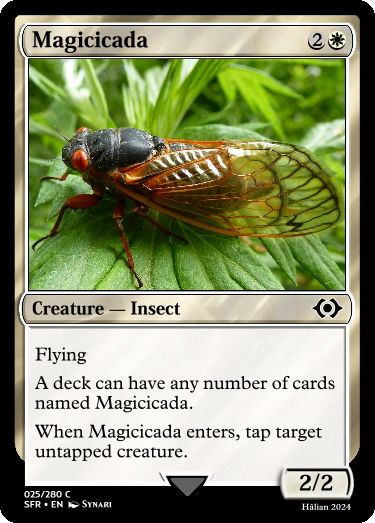 Magicicada 2
Creature — Insect
Flying
A deck can have any number of cards
named Magicicada.
When Magicicada enters, tap target
untapped creature.
2/2
025/280 C
SFR • EN Synari
Hālian 2024